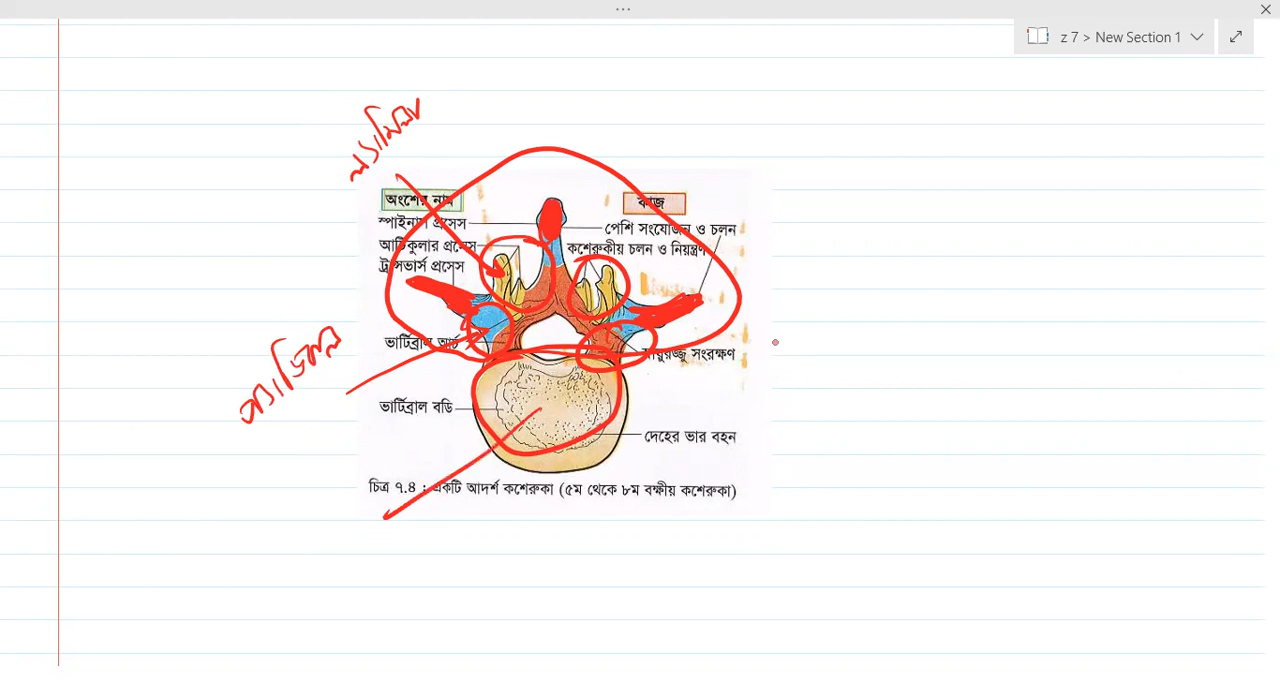 z 7 > New Section 1
ল্যামিনা
অংশের নাম
কাজ
স্পাইনাল প্রসেস
পেশি সংযোজন ও চলন
আর্টিকুলার প্রসেস
কশেরুকীয় চলন ও নিয়ন্ত্রণ
ট্রান্সভার্স প্রসেস
ভার্টিব্রাল আর্চ
স্নায়ুরজ্জু সংরক্ষণ
ভার্টিব্রাল বডি
দেহের ভার বহন
চিত্র ৭.৪ : একটি আদর্শ কশেরুকা (৫ম থেকে ৮ম বক্ষীয় কশেরুকা)